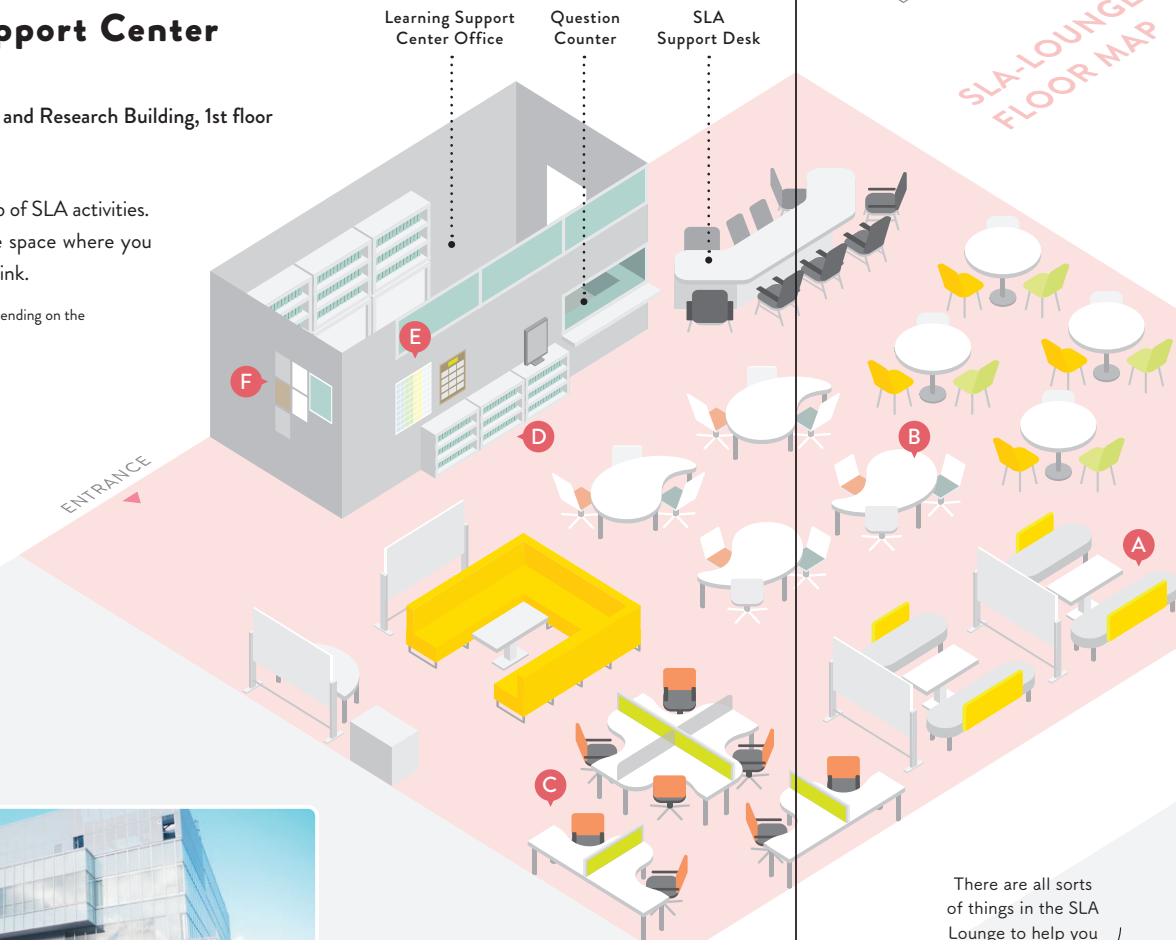 pport Center
and Research Building, 1st floor
of SLA activities.
space where you
ink.
ending on the
Learning Support
Center Office
Question
Counter
SLA
Support Desk
SLA-LOUNGE
FLOOR MAP
ENTRANCE
F
E
D
B
A
C
There are all sorts
of things in the SLA
Lounge to help you